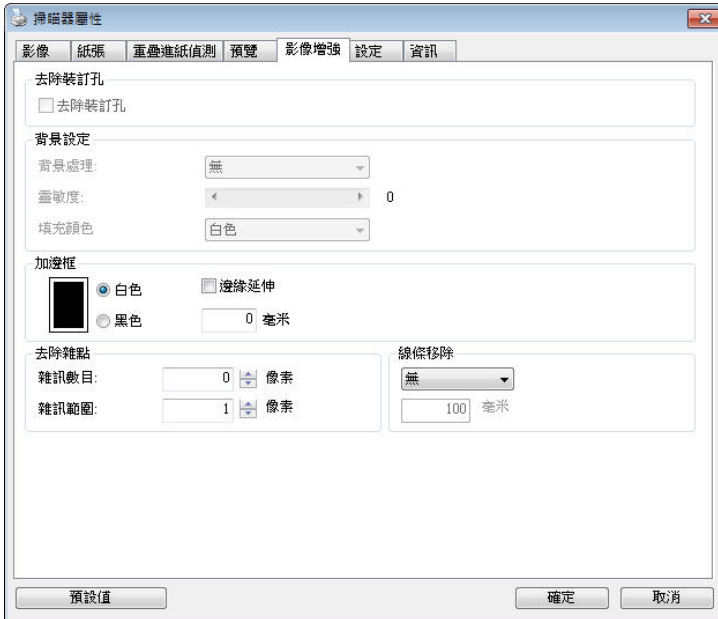 掃瞄器屬性
影像 紙張 重疊進紙偵測 預覽 影像增強 設定 資訊
去除裝訂孔
去除裝訂孔
背景設定
背景處理: 無
靈敏度: 0
填充顏色 白色
加邊框
白色 邊緣延伸
黑色 0 毫米
去除雜點 線條移除
雜訊數目: 0 像素 無
雜訊範圍: 1 像素 100 毫米
預設值 確定 取消